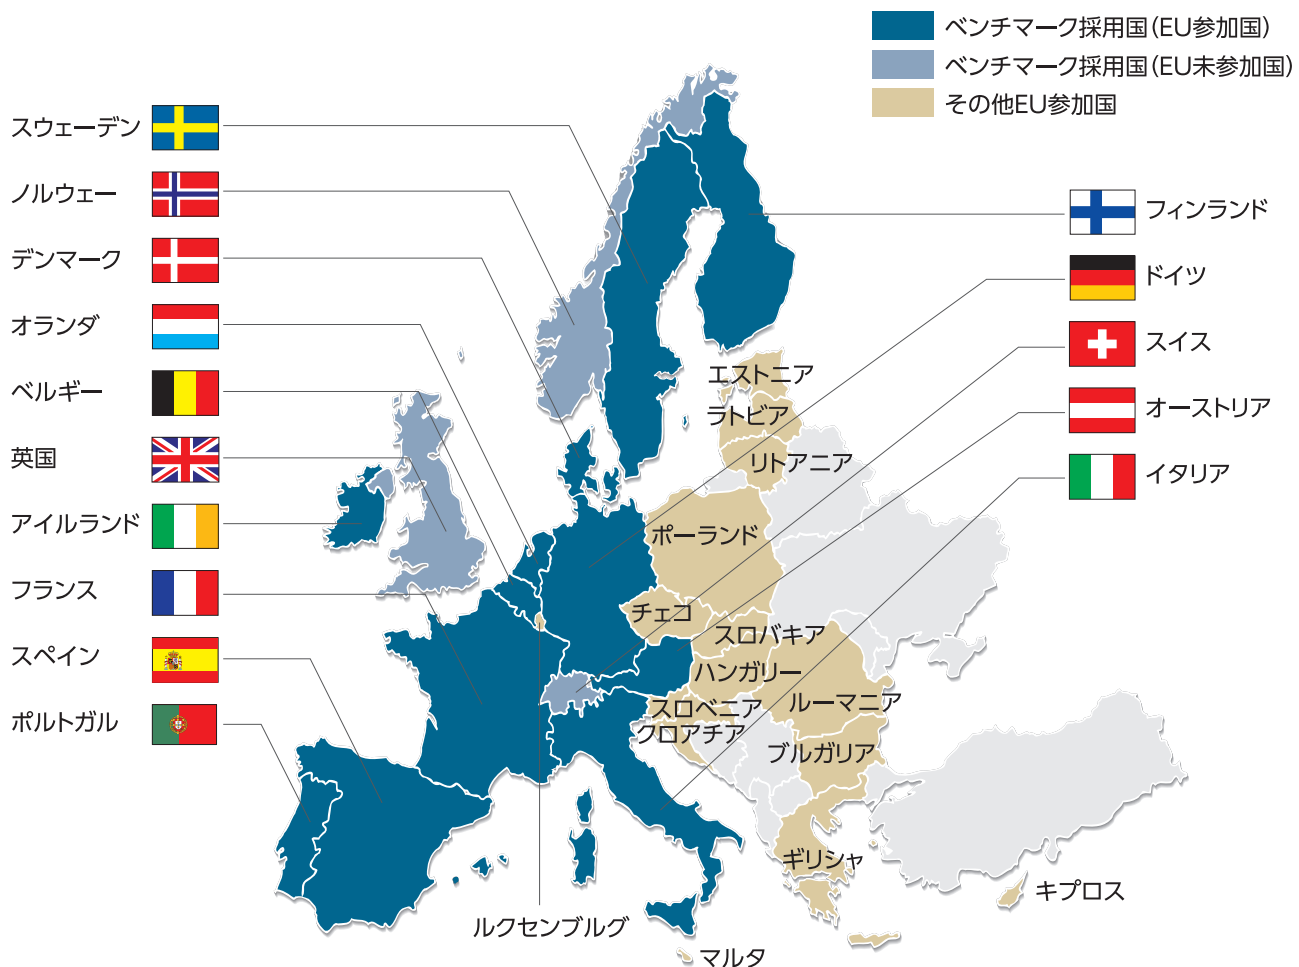 ベンチマーク採用国(EU参加国)
ベンチマーク採用国(EU未参加国)
その他EU参加国
スウェーデン
ノルウェー
デンマーク
オランダ
ベルギー
英国
アイルランド
フランス
スペイン
ポルトガル
フィンランド
ドイツ
スイス
オーストリア
イタリア
エストニア
ラトビア
リトアニア
ポーランド
チェコ
スロバキア
ハンガリー
スロベニア
ルーマニア
クロアチア
ブルガリア
ギリシャ
キプロス
ルクセンブルグ
マルタ